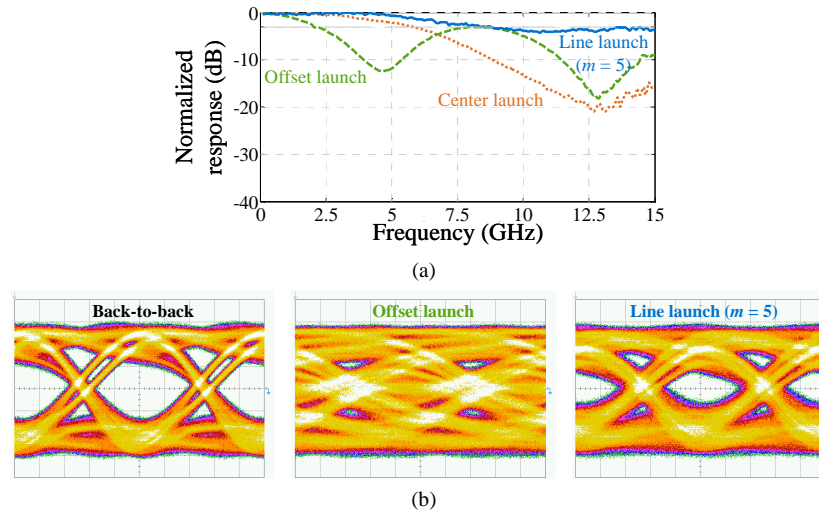 0
-10
-20
-30
-40
Normalized
response (dB)
Line launch
(m = 5)
Offset launch
Center launch
0 2.5 5 7.5 10 12.5 15
Frequency (GHz)
(a)
Back-to-back
Offset launch
Line launch (m = 5)
(b)